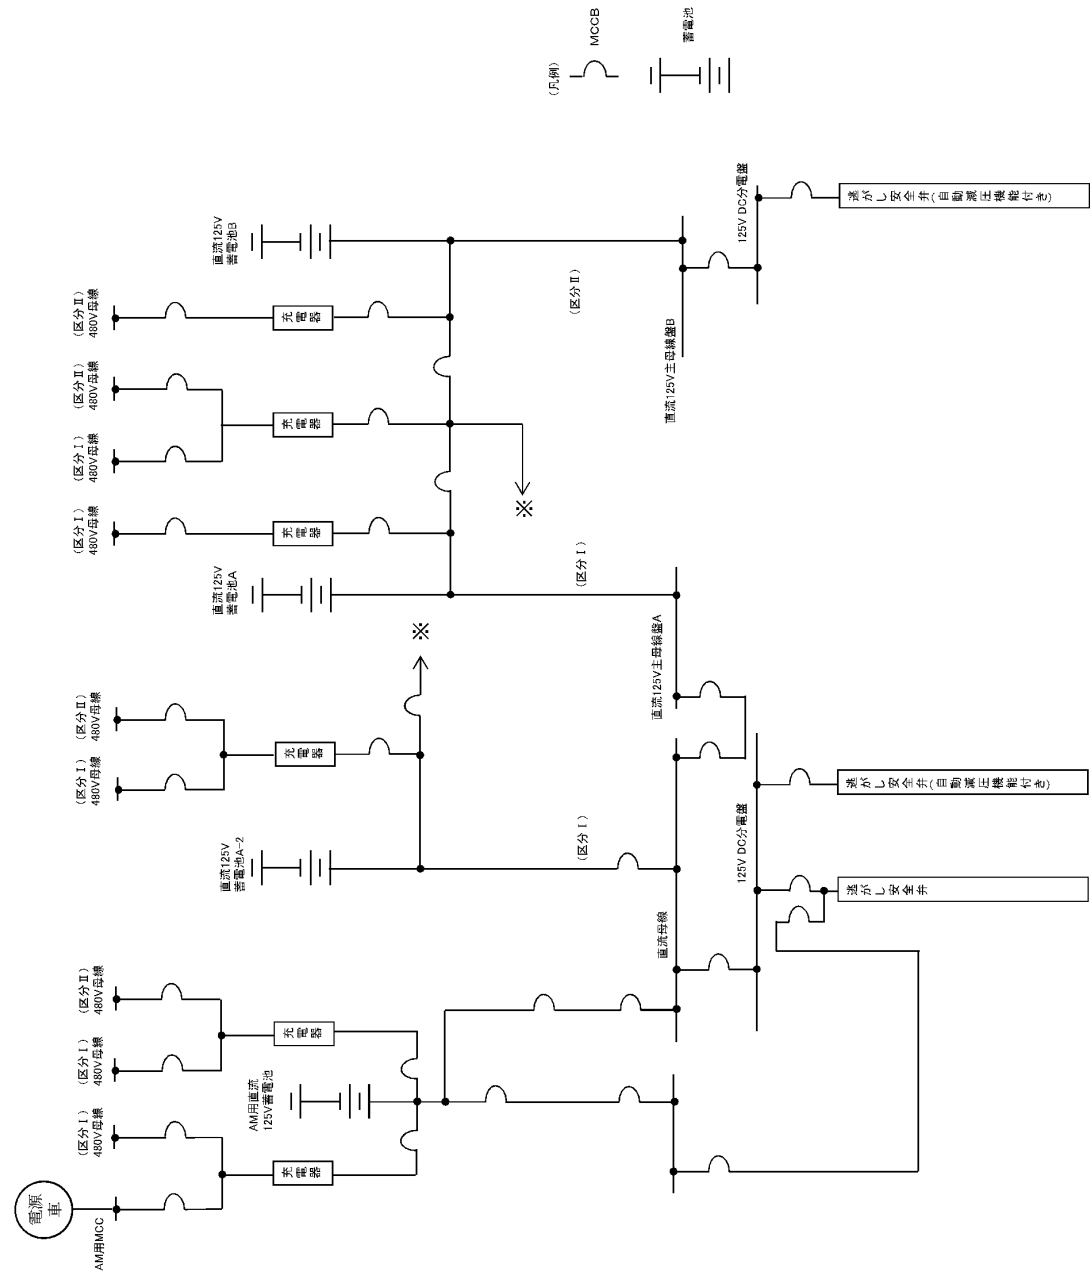 電源
車
AM用MCC
(区分Ⅰ)
480V母線
(区分Ⅰ)
480V母線
(区分Ⅱ)
480V母線
(区分Ⅰ)
480V母線
(区分Ⅱ)
480V母線
(区分Ⅰ)
480V母線
(区分Ⅰ)
480V母線
(区分Ⅱ)
480V母線
(区分Ⅱ)
480V母線
AM用直流
125V蓄電池
直流125V
蓄電池A-2
直流125V
蓄電池A
直流125V
蓄電池B
充電器
充電器
充電器
充電器
充電器
充電器
※
※
(区分Ⅰ)
(区分Ⅰ)
(区分Ⅱ)
直流母線
直流125V主母線盤A
直流125V主母線盤B
125V DC分電盤
125V DC分電盤
逃がし安全弁
逃がし安全弁(自動減圧機能付き)
逃がし安全弁(自動減圧機能付き)
(凡例)
MCCB
蓄電池